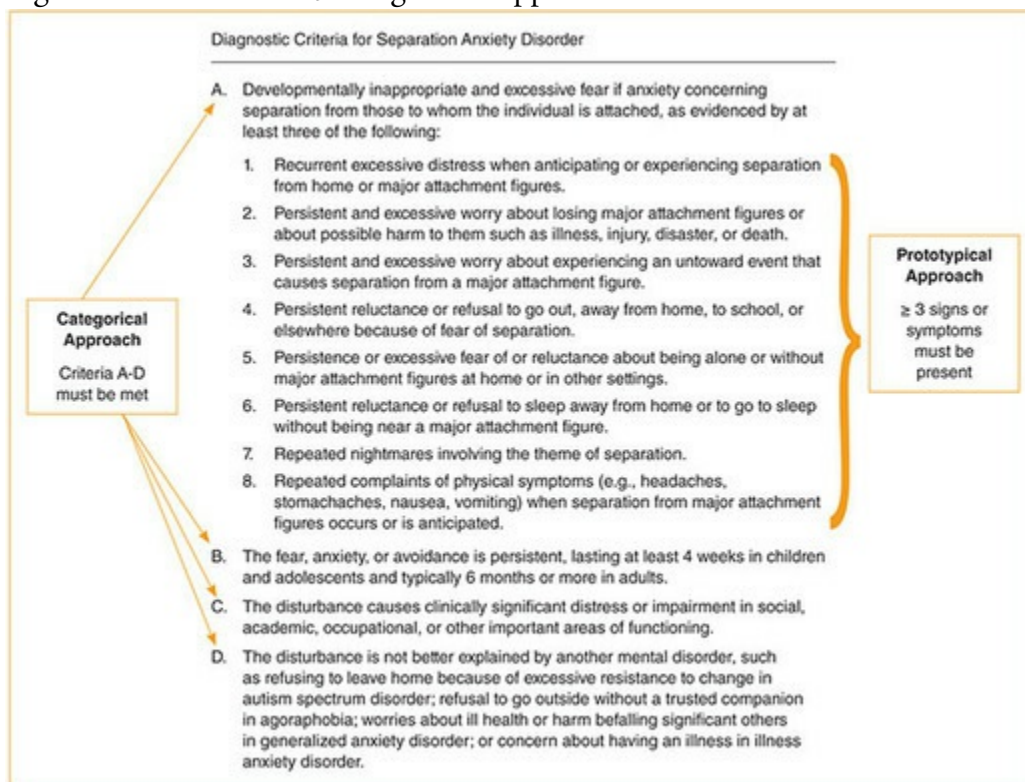 Diagnostic Criteria for Separation Anxiety Disorder
A. Developmentally inappropriate and excessive fear if anxiety concerning
separation from those to whom the individual is attached, as evidenced by at
least three of the following:
1. Recurrent excessive distress when anticipating or experiencing separation
from home or major attachment figures.
2. Persistent and excessive worry about losing major attachment figures or
about possible harm to them such as illness, injury, disaster, or death.
3. Persistent and excessive worry about experiencing an untoward event that
causes separation from a major attachment figure.
4. Persistent reluctance or refusal to go out, away from home, to school, or
elsewhere because of fear of separation.
5. Persistence or excessive fear of or reluctance about being alone or without
major attachment figures at home or in other settings.
6. Persistent reluctance or refusal to sleep away from home or to go to sleep
without being near a major attachment figure.
7. Repeated nightmares involving the theme of separation.
8. Repeated complaints of physical symptoms (e.g., headaches,
stomachaches, nausea, vomiting) when separation from major attachment
figures occurs or is anticipated.
B. The fear, anxiety, or avoidance is persistent, lasting at least 4 weeks in children
and adolescents and typically 6 months or more in adults.
C. The disturbance causes clinically significant distress or impairment in social,
academic, occupational, or other important areas of functioning.
D. The disturbance is not better explained by another mental disorder, such
as refusing to leave home because of excessive resistance to change in
autism spectrum disorder; refusal to go outside without a trusted companion
in agoraphobia; worries about ill health or harm befalling significant others
in generalized anxiety disorder; or concern about having an illness in illness
anxiety disorder.
Categorical
Approach
Criteria A-D
must be met
Prototypical
Approach
≥ 3 signs or
symptoms
must be
present